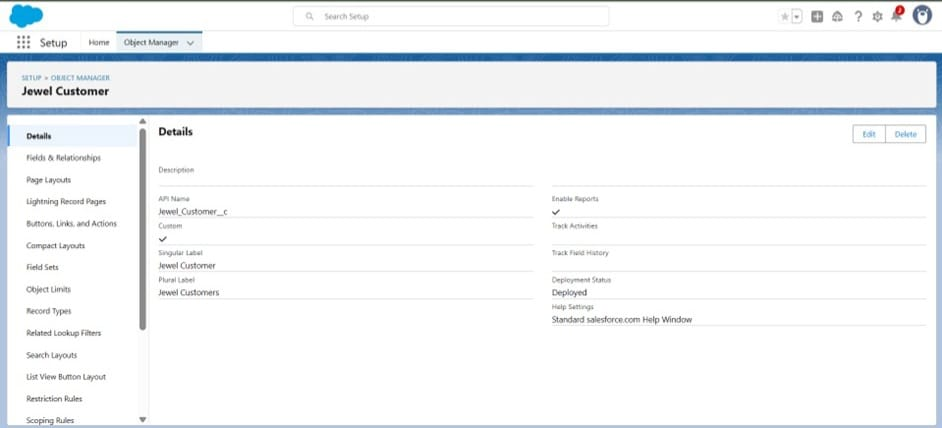 Search Setup
2
Setup
Home
Object Manager
SETUP > OBJECT MANAGER
Jewel Customer
Details
Fields & Relationships
Page Layouts
Lightning Record Pages
Buttons, Links, and Actions
Compact Layouts
Field Sets
Object Limits
Record Types
Related Lookup Filters
Search Layouts
List View Button Layout
Restriction Rules
Scoping Rules
Details
Edit
Delete
Description
API Name
Jewel_Customer__c
Custom
Singular Label
Jewel Customer
Plural Label
Jewel Customers
Enable Reports
Track Activities
Track Field History
Deployment Status
Deployed
Help Settings
Standard salesforce.com Help Window